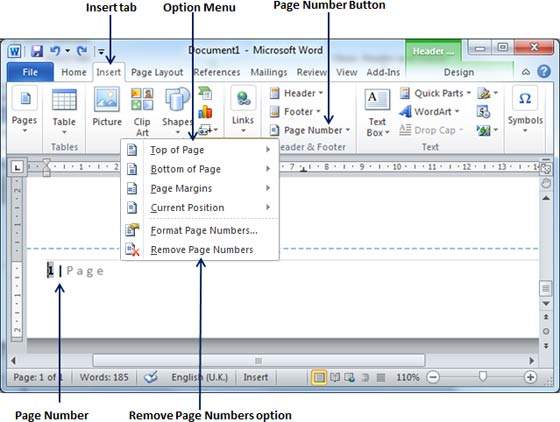 Insert tab Option Menu Page Number Button
Document1 - Microsoft Word Header ...
File Home Insert Page Layout References Mailings Review View Add-Ins Design
Pages Table Picture Clip Art Shapes Links Header Footer Page Number Text Box Quick Parts WordArt Drop Cap Symbols
Tables Header & Footer Text
Top of Page
Bottom of Page
Page Margins
Current Position
Format Page Numbers...
Remove Page Numbers
1 | Page
Page: 1 of 1 Words: 185 English (U.K.) Insert 110%
Page Number Remove Page Numbers option